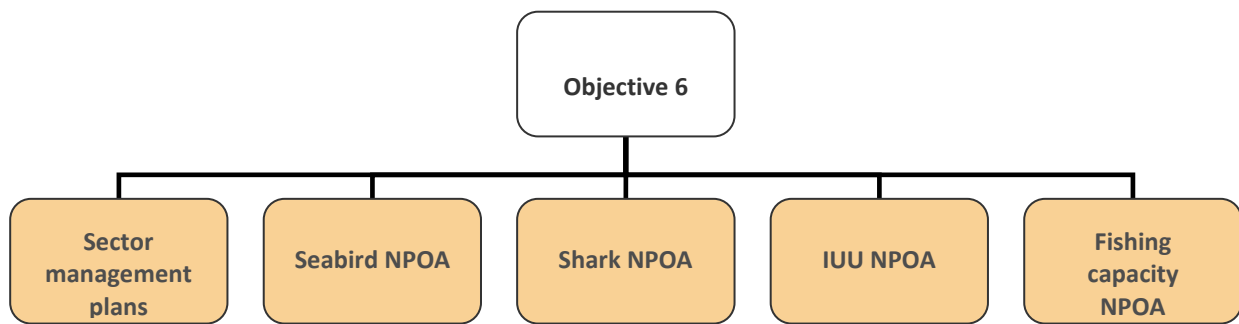 Objective 6
Sector
management
plans
Seabird NPOA
Shark NPOA
IUU NPOA
Fishing
capacity
NPOA